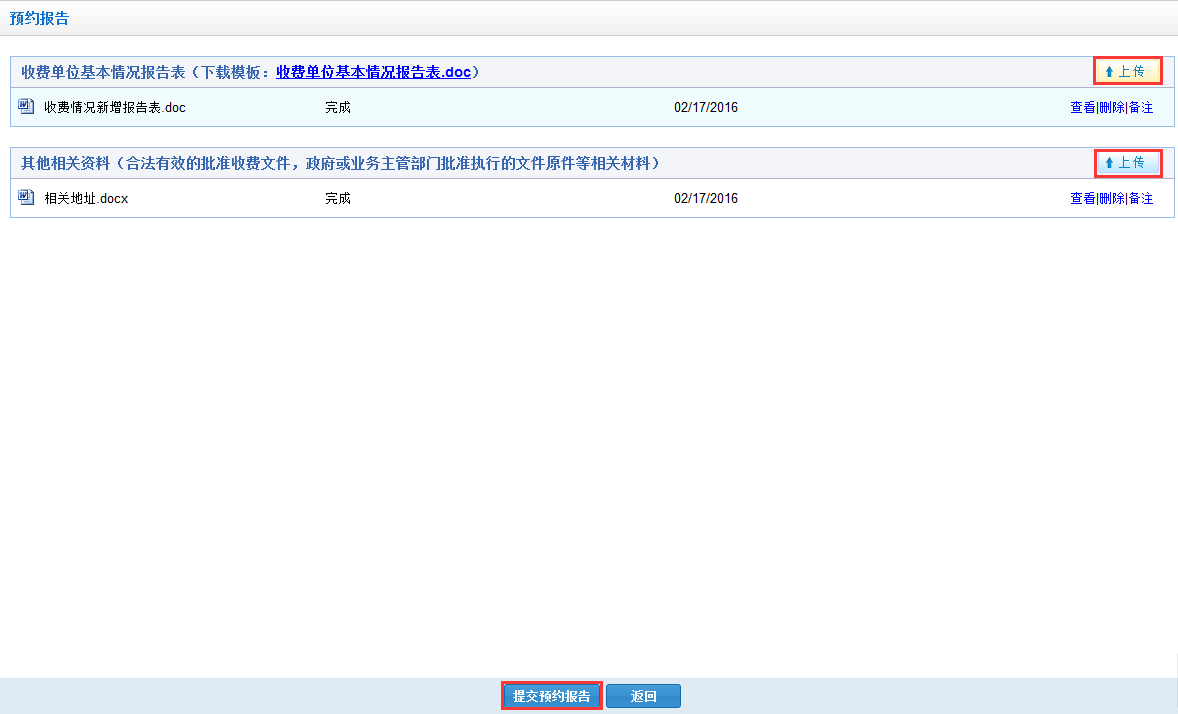 预约报告
收费单位基本情况报告表（下载模板：收费单位基本情况报告表.doc） 上传
收费情况新增报告表.doc 完成 02/17/2016 查看|删除|备注
其他相关资料（合法有效的批准收费文件，政府或业务主管部门批准执行的文件原件等相关材料） 上传
相关地址.docx 完成 02/17/2016 查看|删除|备注
提交预约报告 返回